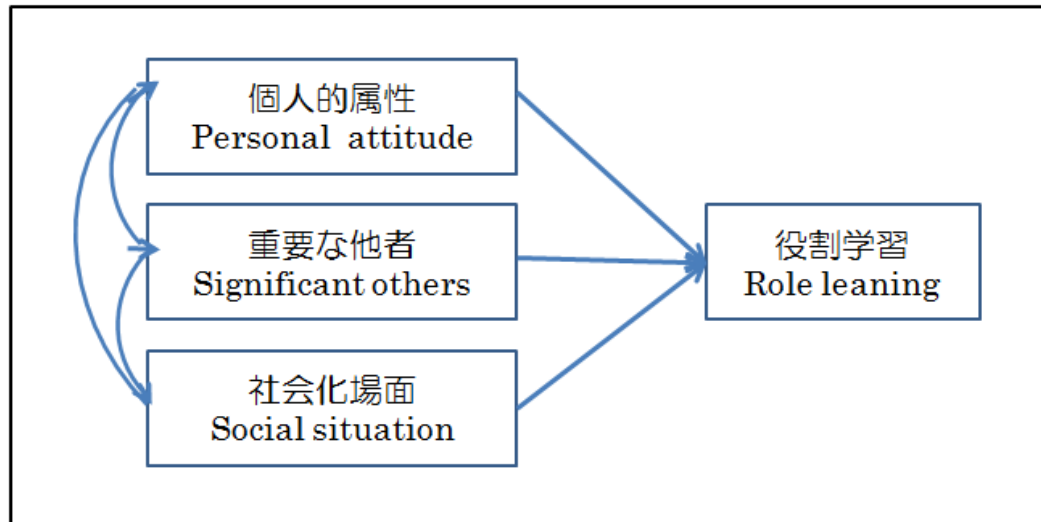 個人的属性
Personal attitude
重要な他者
Significant others
社会化場面
Social situation
役割学習
Role leaning